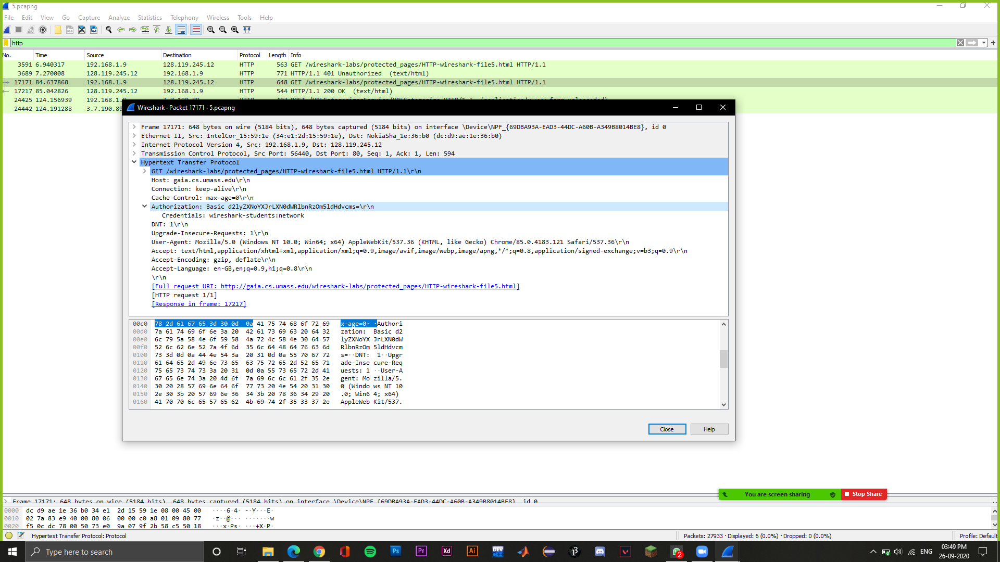 5.pcapng
File Edit View Go Capture Analyze Statistics Telephony Wireless Tools Help
http
No. Time Source Destination Protocol Length Info
3591 6.940317 192.168.1.9 128.119.245.12 HTTP 563 GET /wireshark-labs/protected_pages/HTTP-wireshark-file5.html HTTP/1.1
3689 7.270008 128.119.245.12 192.168.1.9 HTTP 771 HTTP/1.1 401 Unauthorized (text/html)
17171 84.637868 192.168.1.9 128.119.245.12 HTTP 648 GET /wireshark-labs/protected_pages/HTTP-wireshark-file5.html HTTP/1.1
17217 85.042826 128.119.245.12 192.168.1.9 HTTP 544 HTTP/1.1 200 OK (text/html)
24425 124.156939 192.168.1.9
24442 124.191288 3.7.190.89
Wireshark · Packet 17171 · 5.pcapng
Frame 17171: 648 bytes on wire (5184 bits), 648 bytes captured (5184 bits) on interface \Device\NPF_{69DBA93A-EAD3-44DC-A60B-A349B8014BE8}, id 0
Ethernet II, Src: IntelCor_15:59:1e (34:e1:2d:15:59:1e), Dst: NokiaSha_1e:36:b0 (dc:d9:ae:1e:36:b0)
Internet Protocol Version 4, Src: 192.168.1.9, Dst: 128.119.245.12
Transmission Control Protocol, Src Port: 56440, Dst Port: 80, Seq: 1, Ack: 1, Len: 594
Hypertext Transfer Protocol
GET /wireshark-labs/protected_pages/HTTP-wireshark-file5.html HTTP/1.1\r\n
Host: gaia.cs.umass.edu\r\n
Connection: keep-alive\r\n
Cache-Control: max-age=0\r\n
Authorization: Basic d2lyZXNoYXJrLXN0dWRlbnRzOm5ldHdvcms=\r\n
Credentials: wireshark-students:network
DNT: 1\r\n
Upgrade-Insecure-Requests: 1\r\n
User-Agent: Mozilla/5.0 (Windows NT 10.0; Win64; x64) AppleWebKit/537.36 (KHTML, like Gecko) Chrome/85.0.4183.121 Safari/537.36\r\n
Accept: text/html,application/xhtml+xml,application/xml;q=0.9,image/avif,image/webp,image/apng,*/*;q=0.8,application/signed-exchange;v=b3;q=0.9\r\n
Accept-Encoding: gzip, deflate\r\n
Accept-Language: en-GB,en;q=0.9,hi;q=0.8\r\n
\r\n
[Full request URI: http://gaia.cs.umass.edu/wireshark-labs/protected_pages/HTTP-wireshark-file5.html]
[HTTP request 1/1]
[Response in frame: 17217]
00c0 78 2d 61 67 65 3d 30 0d 0a 41 75 74 68 6f 72 69 x-age=0· ·Authori
00d0 7a 61 74 69 6f 6e 3a 20 42 61 73 69 63 20 64 32 zation: Basic d2
00e0 6c 79 5a 58 4e 6f 59 58 4a 72 4c 58 4e 30 64 57 lyZXNoYX JrLXN0dW
00f0 52 6c 62 6e 52 7a 4f 6d 35 6c 64 48 64 76 63 6d RlbnRzOm 5ldHdvcm
0100 73 3d 0d 0a 44 4e 54 3a 20 31 0d 0a 55 70 67 72 s=··DNT: 1··Upgr
0110 61 64 65 2d 49 6e 73 65 63 75 72 65 2d 52 65 71 ade-Inse cure-Req
0120 75 65 73 74 73 3a 20 31 0d 0a 55 73 65 72 2d 41 uests: 1 ··User-A
0130 67 65 6e 74 3a 20 4d 6f 7a 69 6c 6c 61 2f 35 2e gent: Mo zilla/5.
0140 30 20 28 57 69 6e 64 6f 77 73 20 4e 54 20 31 30 0 (Windo ws NT 10
0150 2e 30 3b 20 57 69 6e 36 34 3b 20 78 36 34 29 20 .0; Win6 4; x64)
0160 41 70 70 6c 65 57 65 62 4b 69 74 2f 35 33 37 2e AppleWeb Kit/537.
Close Help
You are screen sharing Stop Share
Frame 17171: 648 bytes on wire (5184 bits), 648 bytes captured (5184 bits) on interface \Device\NPF_{69DBA93A-EAD3-44DC-A60B-A349B8014BE8}, id 0
0000 dc d9 ae 1e 36 b0 34 e1 2d 15 59 1e 08 00 45 00 ····6·4· -·Y···E·
0010 02 7a 83 e9 40 00 80 06 00 00 c0 a8 01 09 80 77 ·z··@··· ·······w
0020 f5 0c dc 78 00 50 73 e0 9a 07 9f 2b 58 c5 50 18 ···x·Ps· ···+X·P·
Hypertext Transfer Protocol: Protocol
Packets: 27933 · Displayed: 6 (0.0%) · Dropped: 0 (0.0%)
Profile: Default
Type here to search
Ps Pr Xd Ai DEV
2
ENG
03:49 PM
26-09-2020